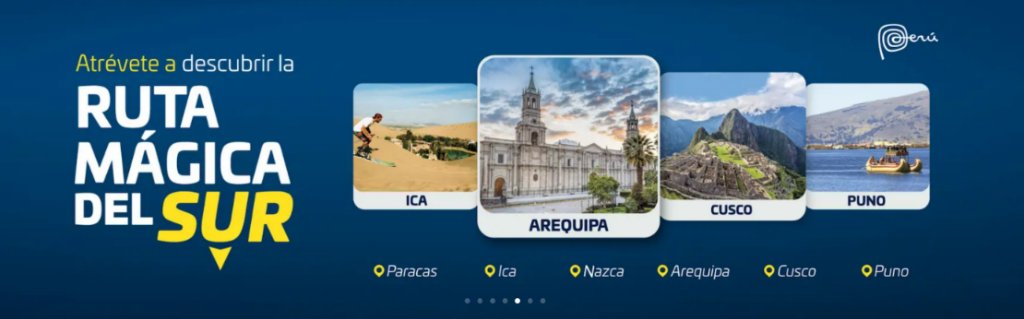 Perú
Atrévete a descubrir la
RUTA
MÁGICA
DEL SUR
ICA
AREQUIPA
CUSCO
PUNO
Paracas
Ica
Nazca
Arequipa
Cusco
Puno